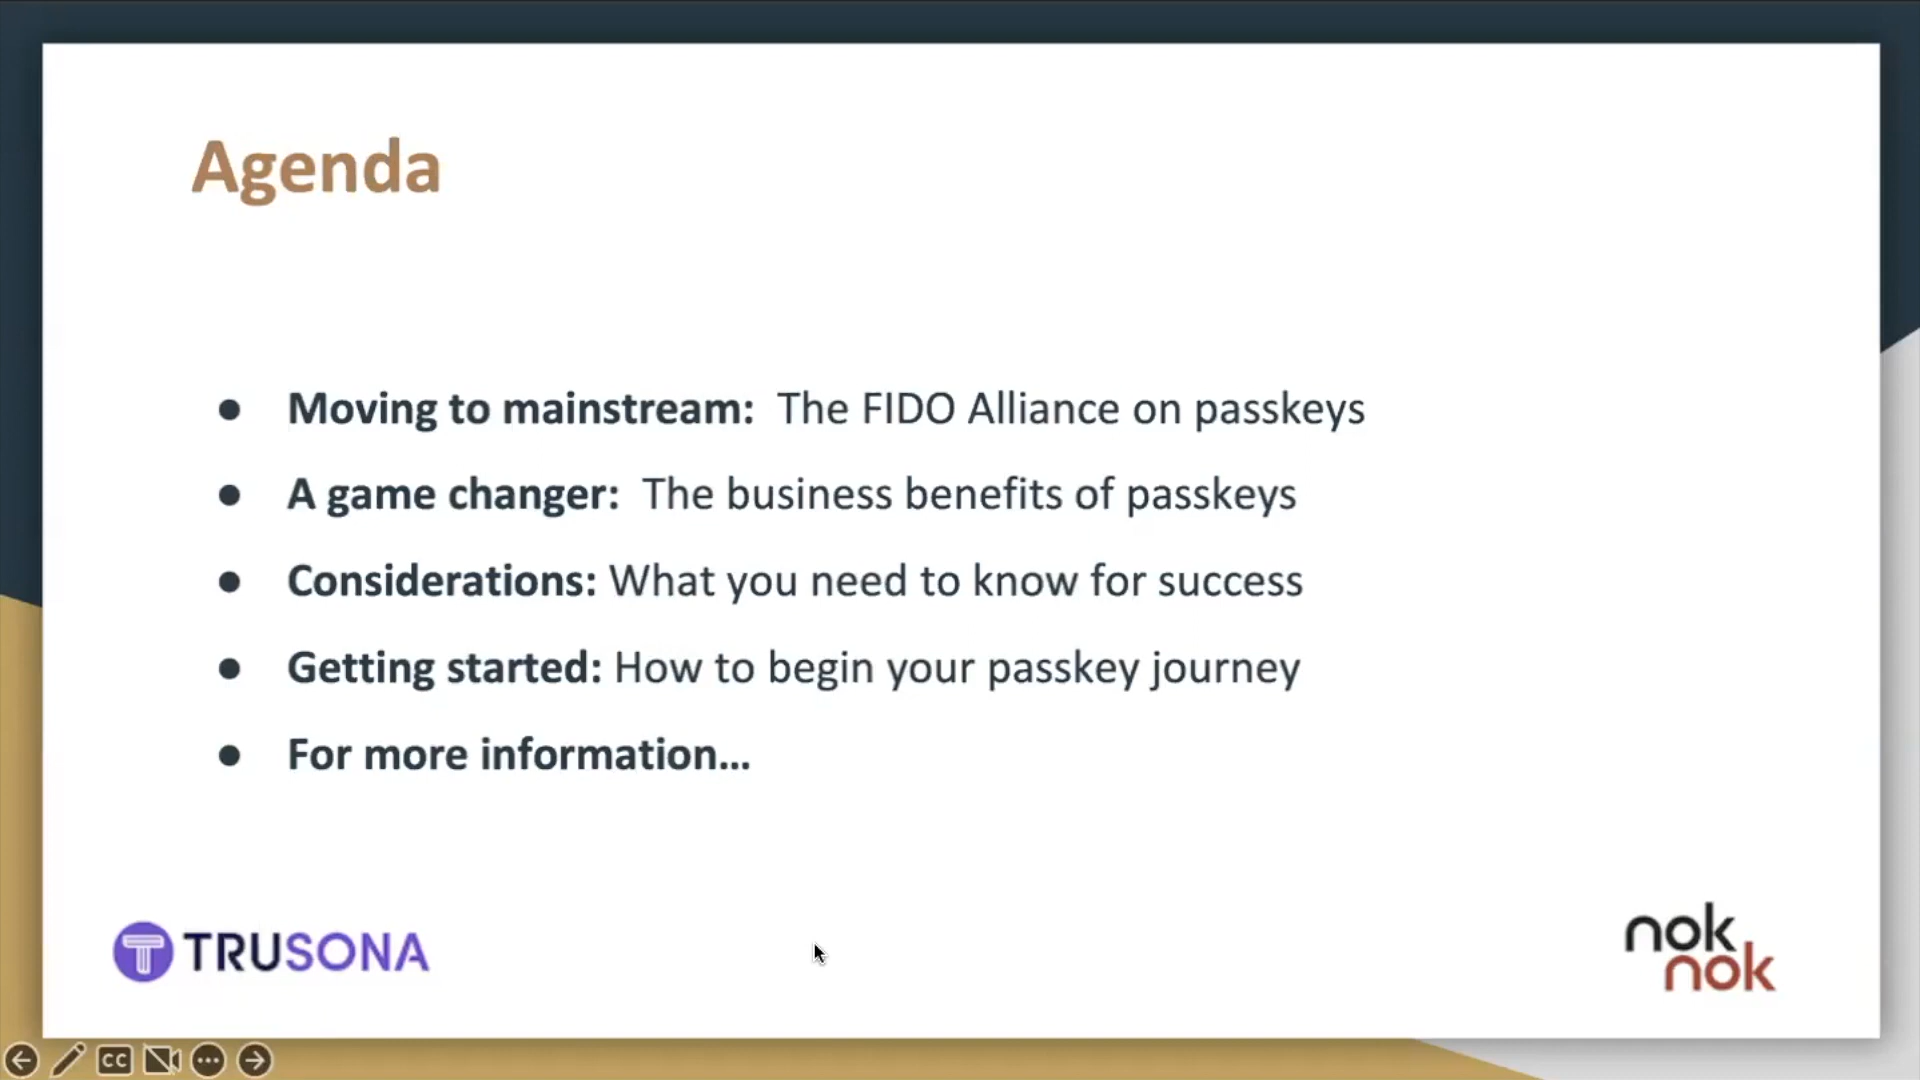 Agenda
● Moving to mainstream: The FIDO Alliance on passkeys
● A game changer: The business benefits of passkeys
● Considerations: What you need to know for success
● Getting started: How to begin your passkey journey
● For more information...
TRUSONA
nok
nok
CC